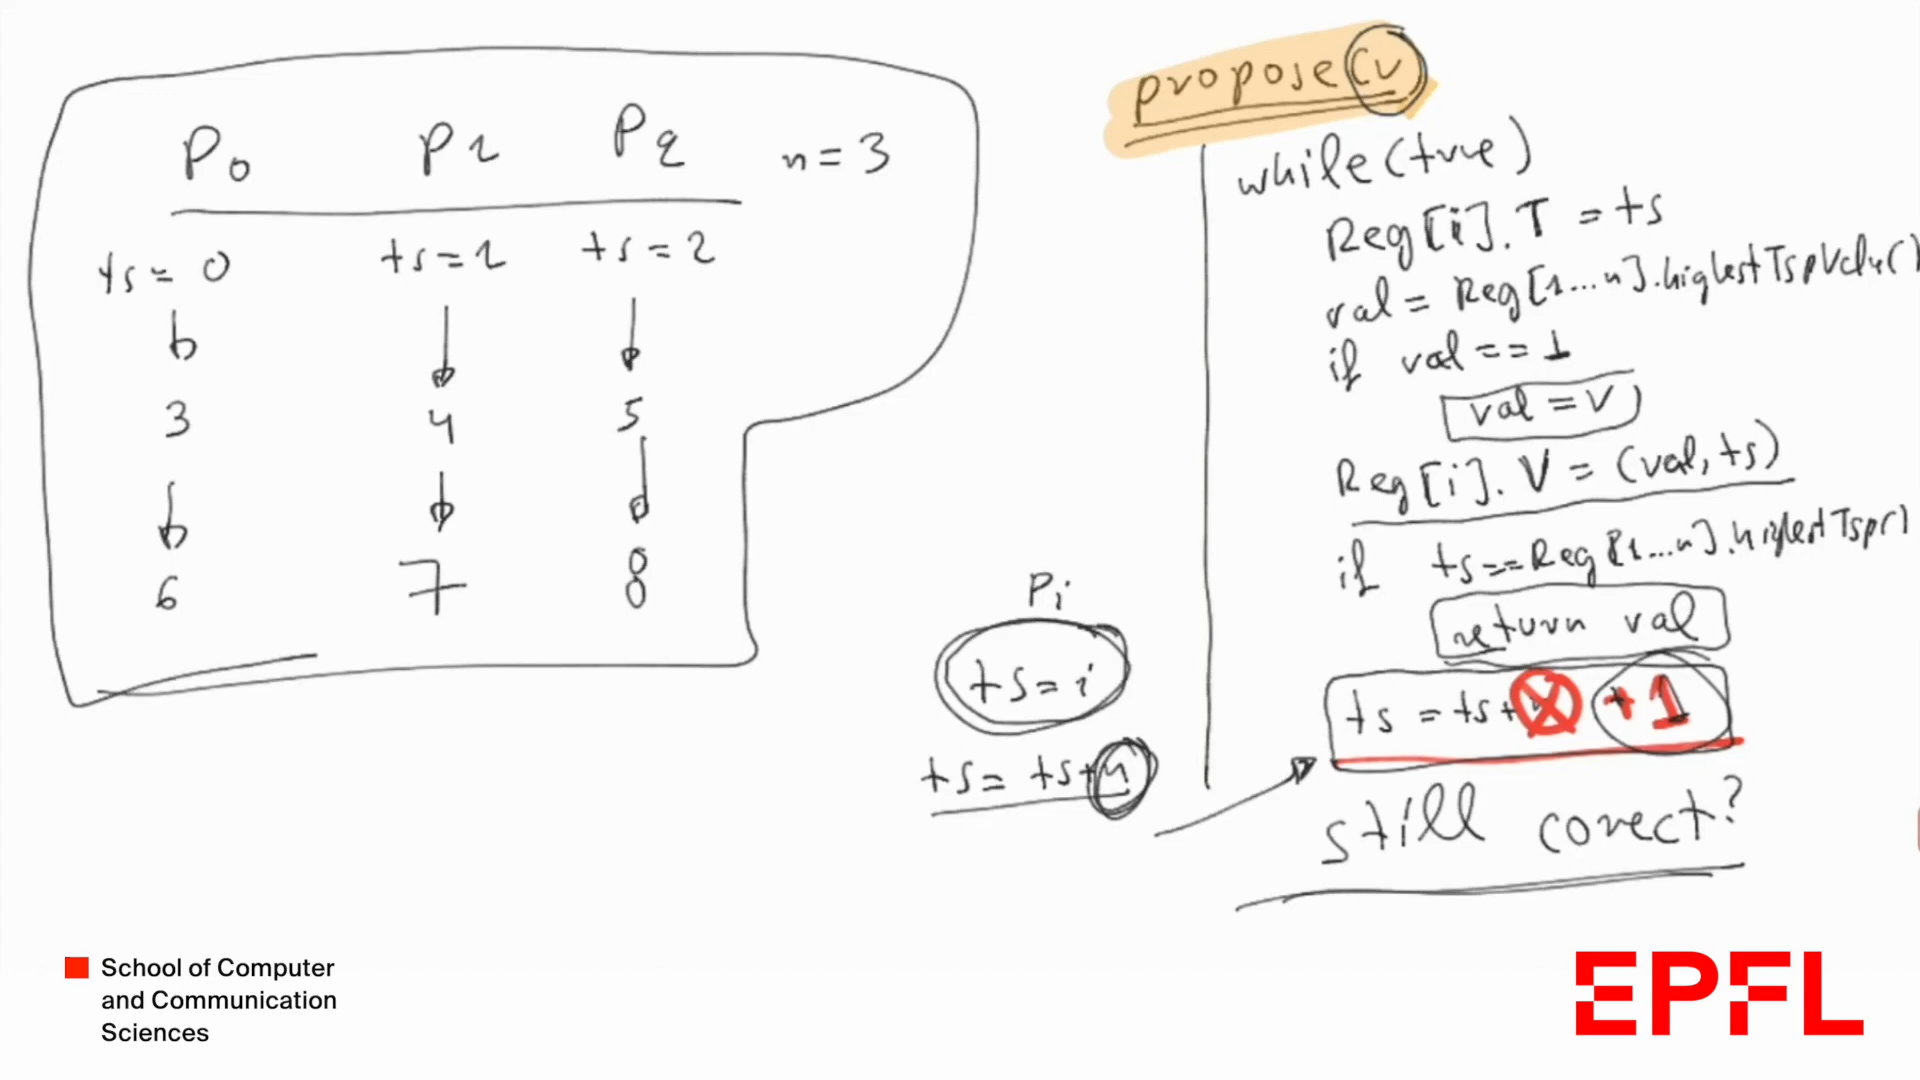 P0 P1 P2 n = 3
ts = 0 ts = 1 ts = 2
3 4 5
6 7 8
Pi
ts = i
ts = ts + n
propose (v)
while (true)
Reg [i]. T = ts
val = Reg [1...n].highestTspValue()
if val == ⊥
val = v
Reg [i]. V = (val, ts)
if ts == Reg [1...n].highestTsp()
return val
ts = ts + +1
still corect?
School of Computer
and Communication
Sciences
EPFL